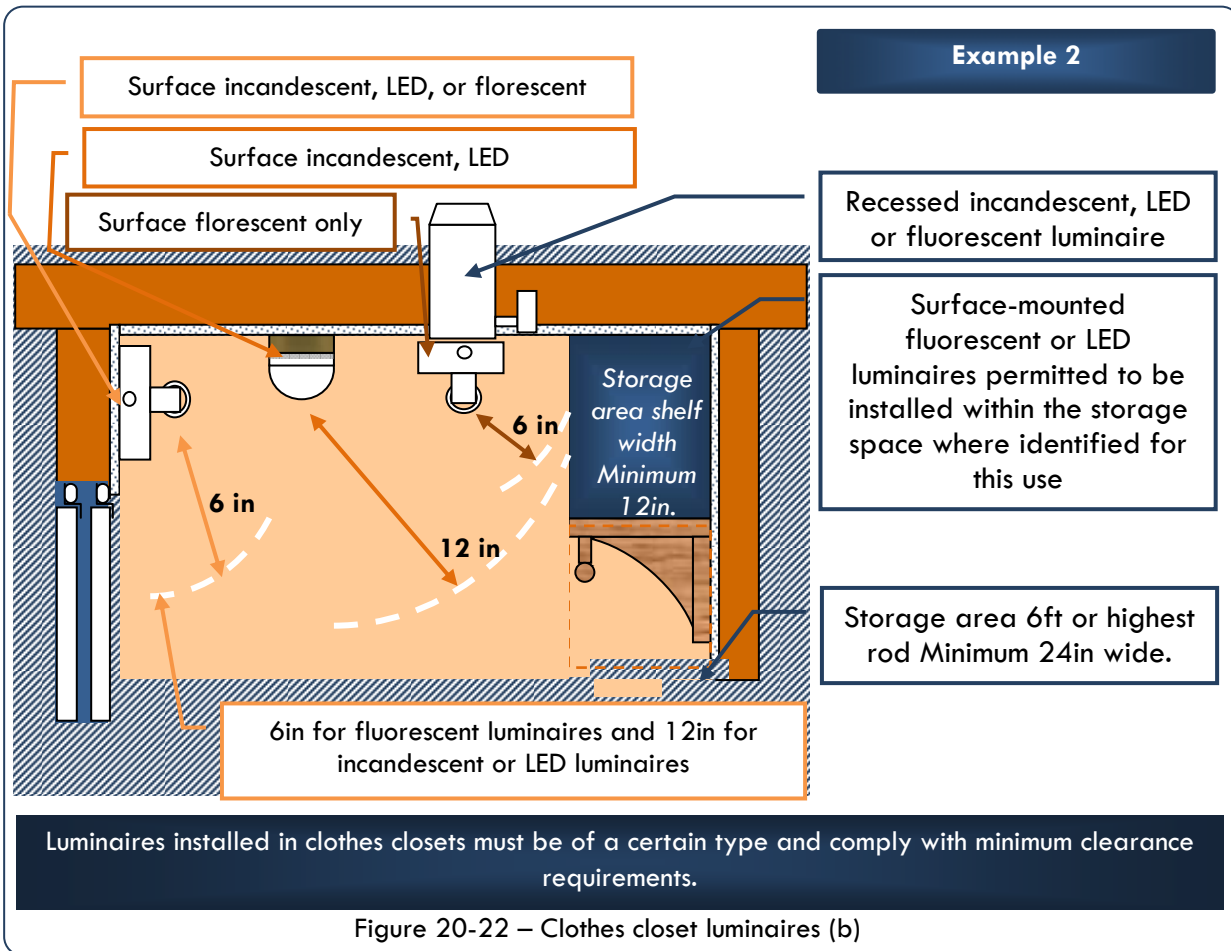 Example 2
Surface incandescent, LED, or florescent
Surface incandescent, LED
Surface florescent only
Recessed incandescent, LED
or fluorescent luminaire
Surface-mounted
fluorescent or LED
luminaires permitted to be
installed within the storage
space where identified for
this use
Storage
area shelf
width
Minimum
12in.
6 in
6 in
12 in
Storage area 6ft or highest
rod Minimum 24in wide.
6in for fluorescent luminaires and 12in for
incandescent or LED luminaires
Luminaires installed in clothes closets must be of a certain type and comply with minimum clearance
requirements.
Figure 20-22 – Clothes closet luminaires (b)